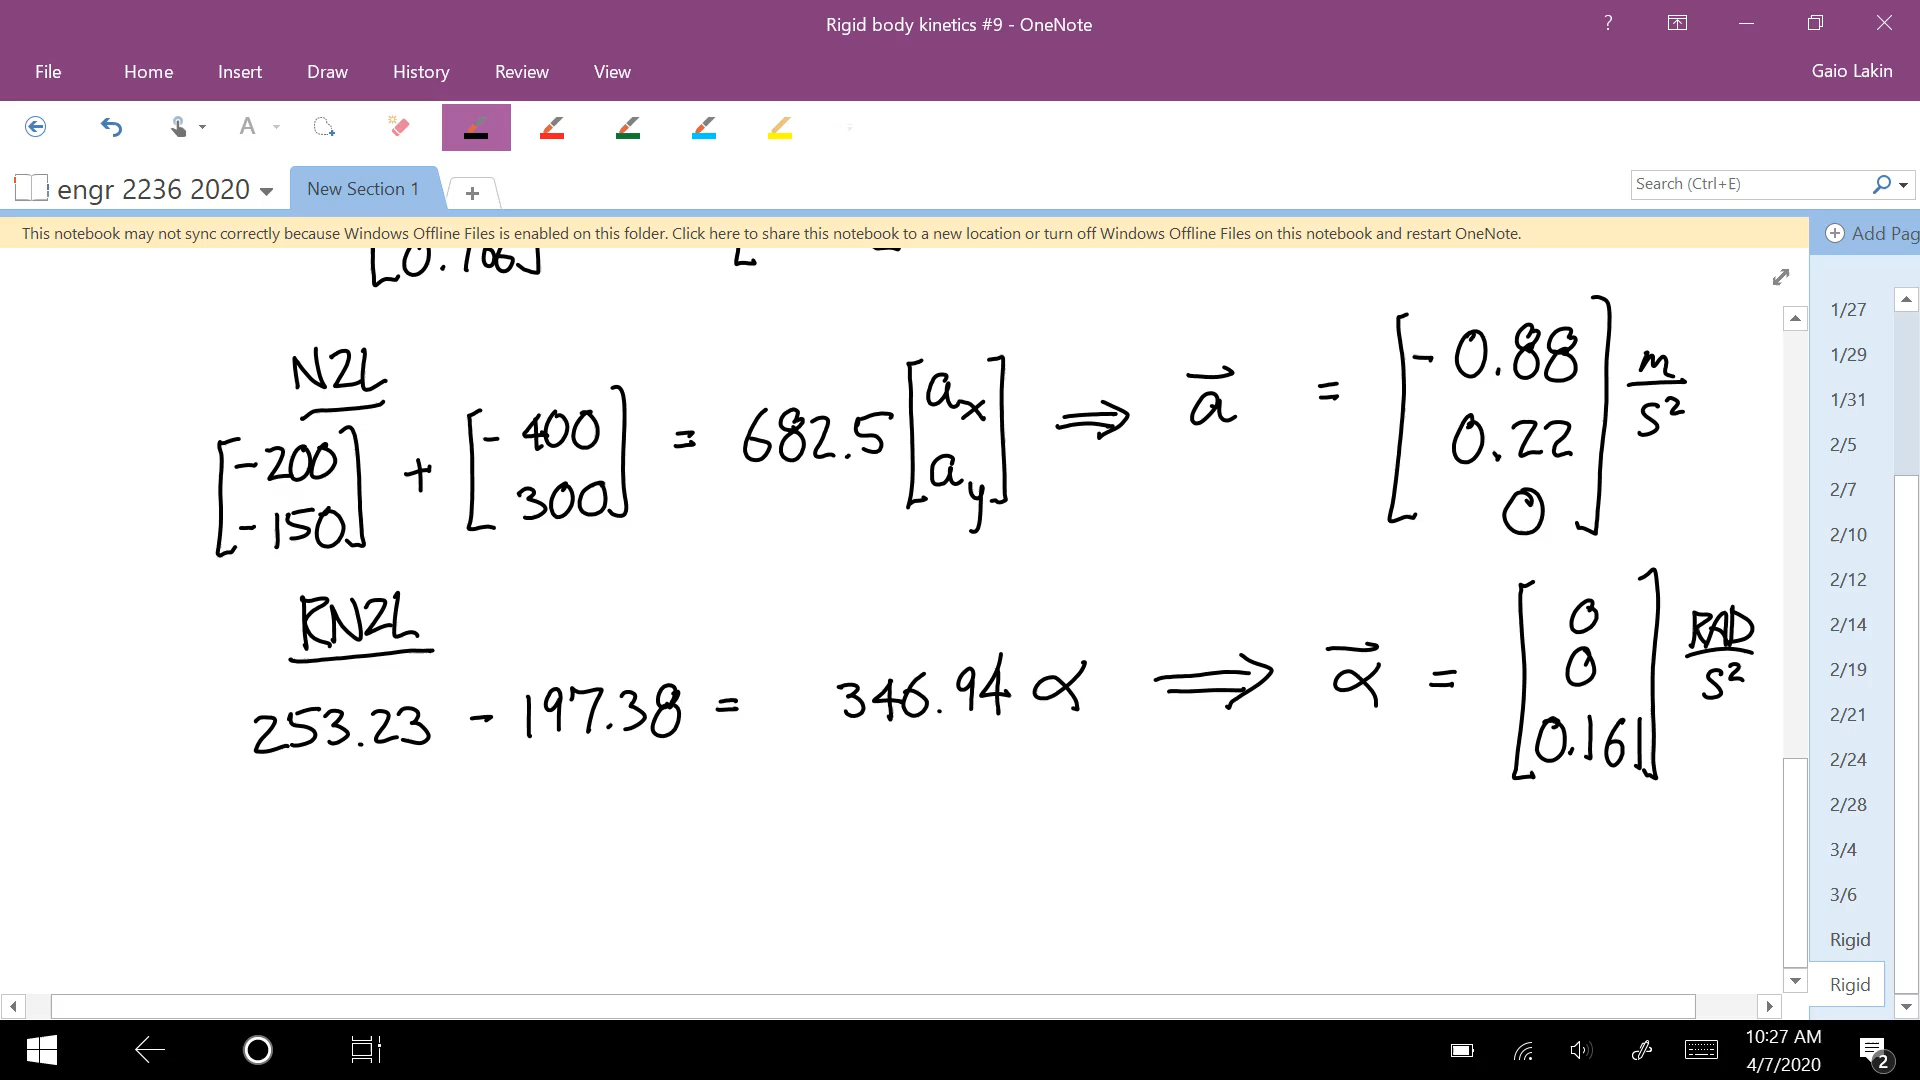 Rigid body kinetics #9 - OneNote
?
File Home Insert Draw History Review View
Gaio Lakin
A
engr 2236 2020
New Section 1
+
Search (Ctrl+E)
This notebook may not sync correctly because Windows Offline Files is enabled on this folder. Click here to share this notebook to a new location or turn off Windows Offline Files on this notebook and restart OneNote.
Add Pag
N2L
[-200 -150] + [-400 300] = 682.5 [ax ay] ⟹ a⃗ = [-0.88 0.22 0] m/s²
RN2L
253.23 - 197.38 = 346.94 α ⟹ α⃗ = [0 0 0.161] RAD/s²
1/27
1/29
1/31
2/5
2/7
2/10
2/12
2/14
2/19
2/21
2/24
2/28
3/4
3/6
Rigid
Rigid
10:27 AM
4/7/2020
2